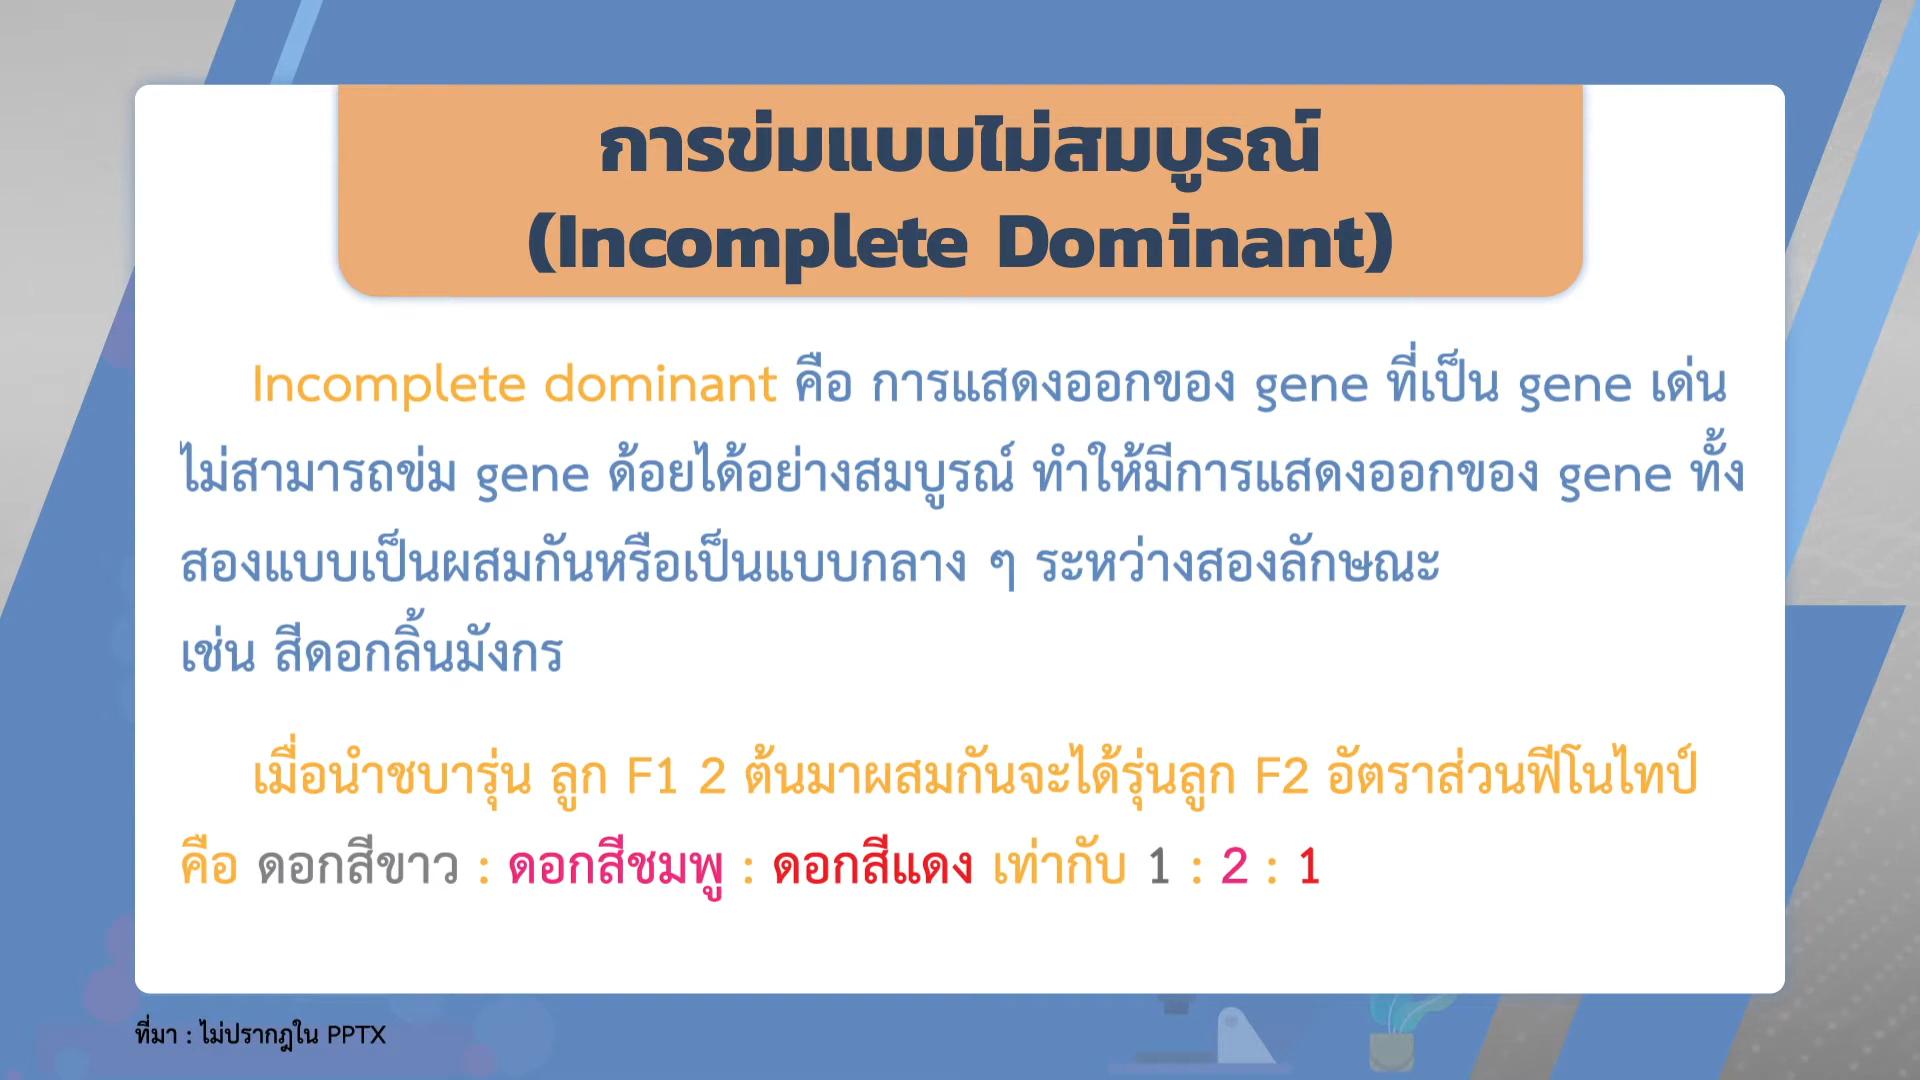 การข่มแบบไม่สมบูรณ์
(Incomplete Dominant)
Incomplete dominant คือ การแสดงออกของ gene ที่เป็น gene เด่น
ไม่สามารถข่ม gene ด้อยได้อย่างสมบูรณ์ ทำให้มีการแสดงออกของ gene ทั้ง
สองแบบเป็นผสมกันหรือเป็นแบบกลาง ๆ ระหว่างสองลักษณะ
เช่น สีดอกลิ้นมังกร
เมื่อนำชบารุ่น ลูก F1 2 ต้นมาผสมกันจะได้รุ่นลูก F2 อัตราส่วนฟีโนไทป์
คือ ดอกสีขาว : ดอกสีชมพู : ดอกสีแดง เท่ากับ 1 : 2 : 1
ที่มา : ไม่ปรากฎใน PPTX